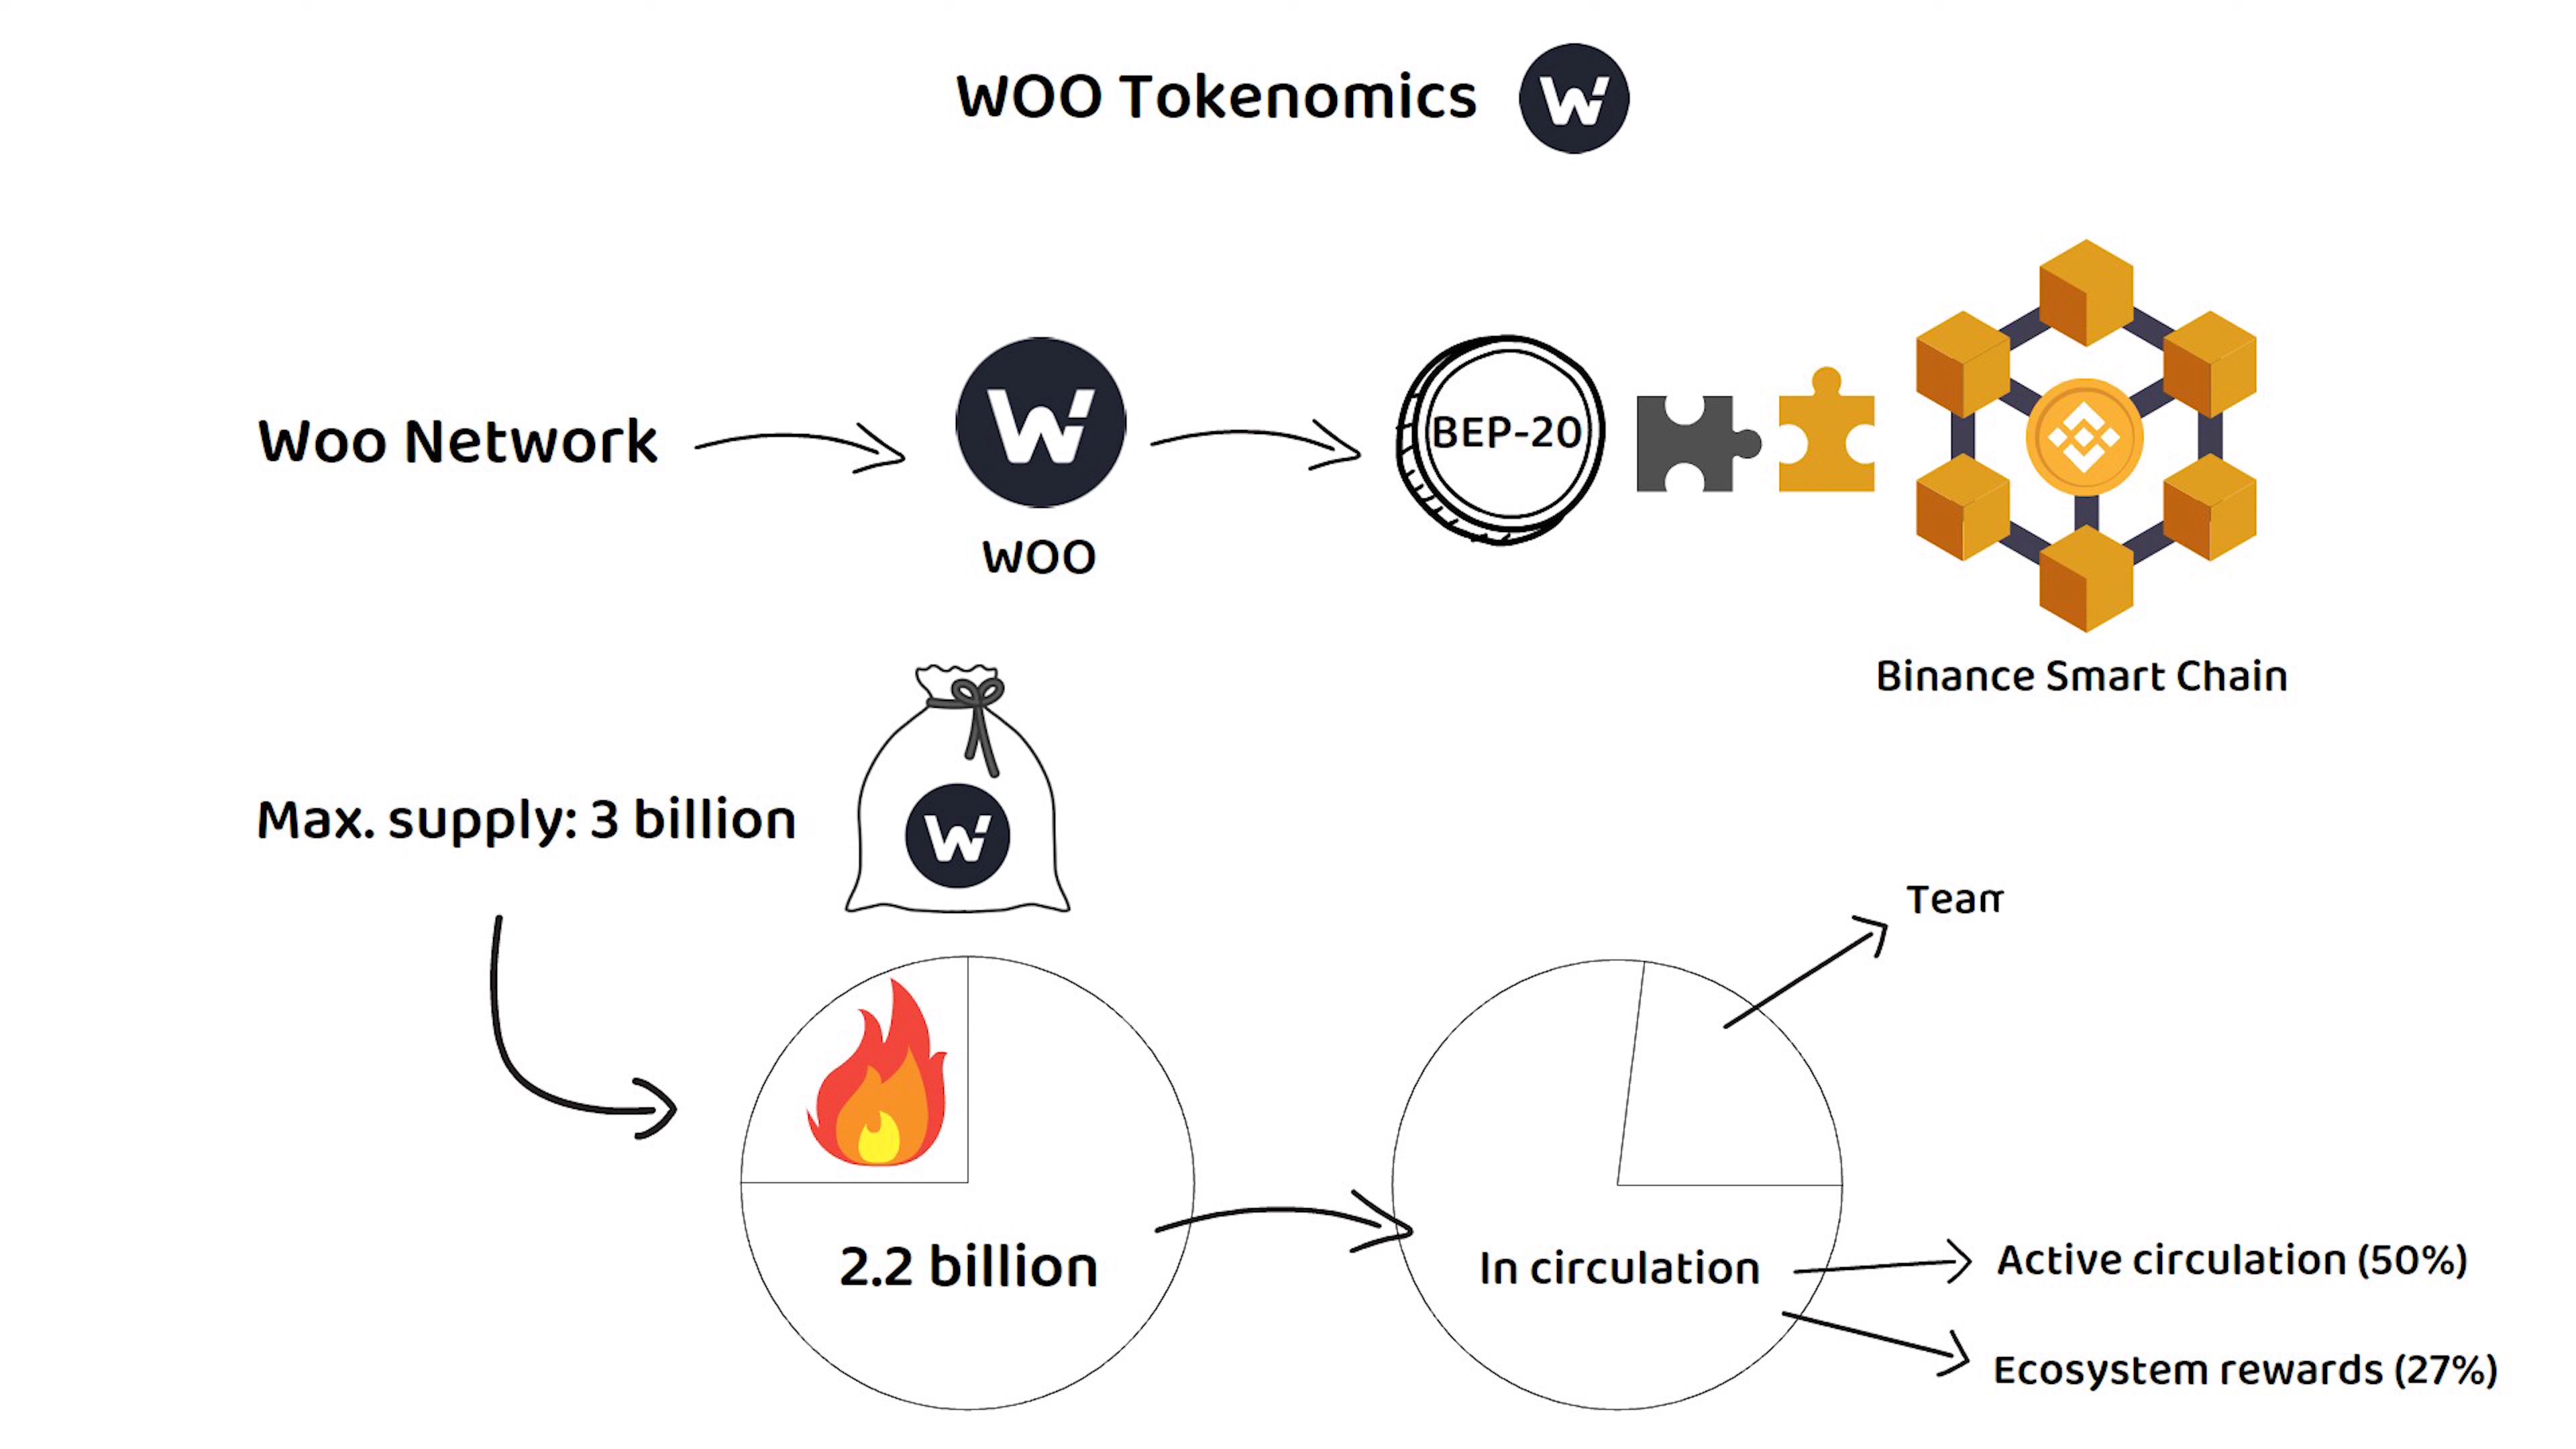 WOO Tokenomics
Woo Network
WOO
BEP-20
Binance Smart Chain
Max. supply: 3 billion
2.2 billion
In circulation
Active circulation (50%)
Ecosystem rewards (27%)